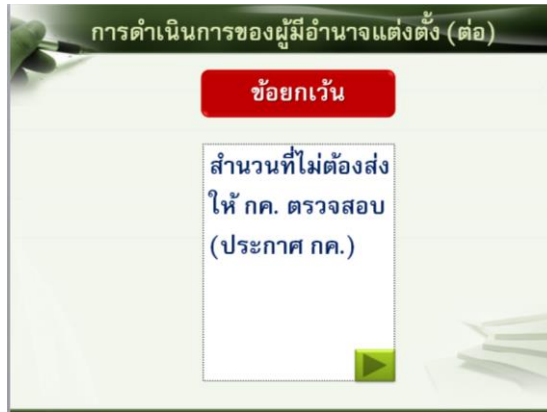 การดำเนินการของผู้มีอำนาจแต่งตั้ง (ต่อ)
ข้อยกเว้น
สำนวนที่ไม่ต้องส่ง
ให้ กค. ตรวจสอบ
(ประกาศ กค.)